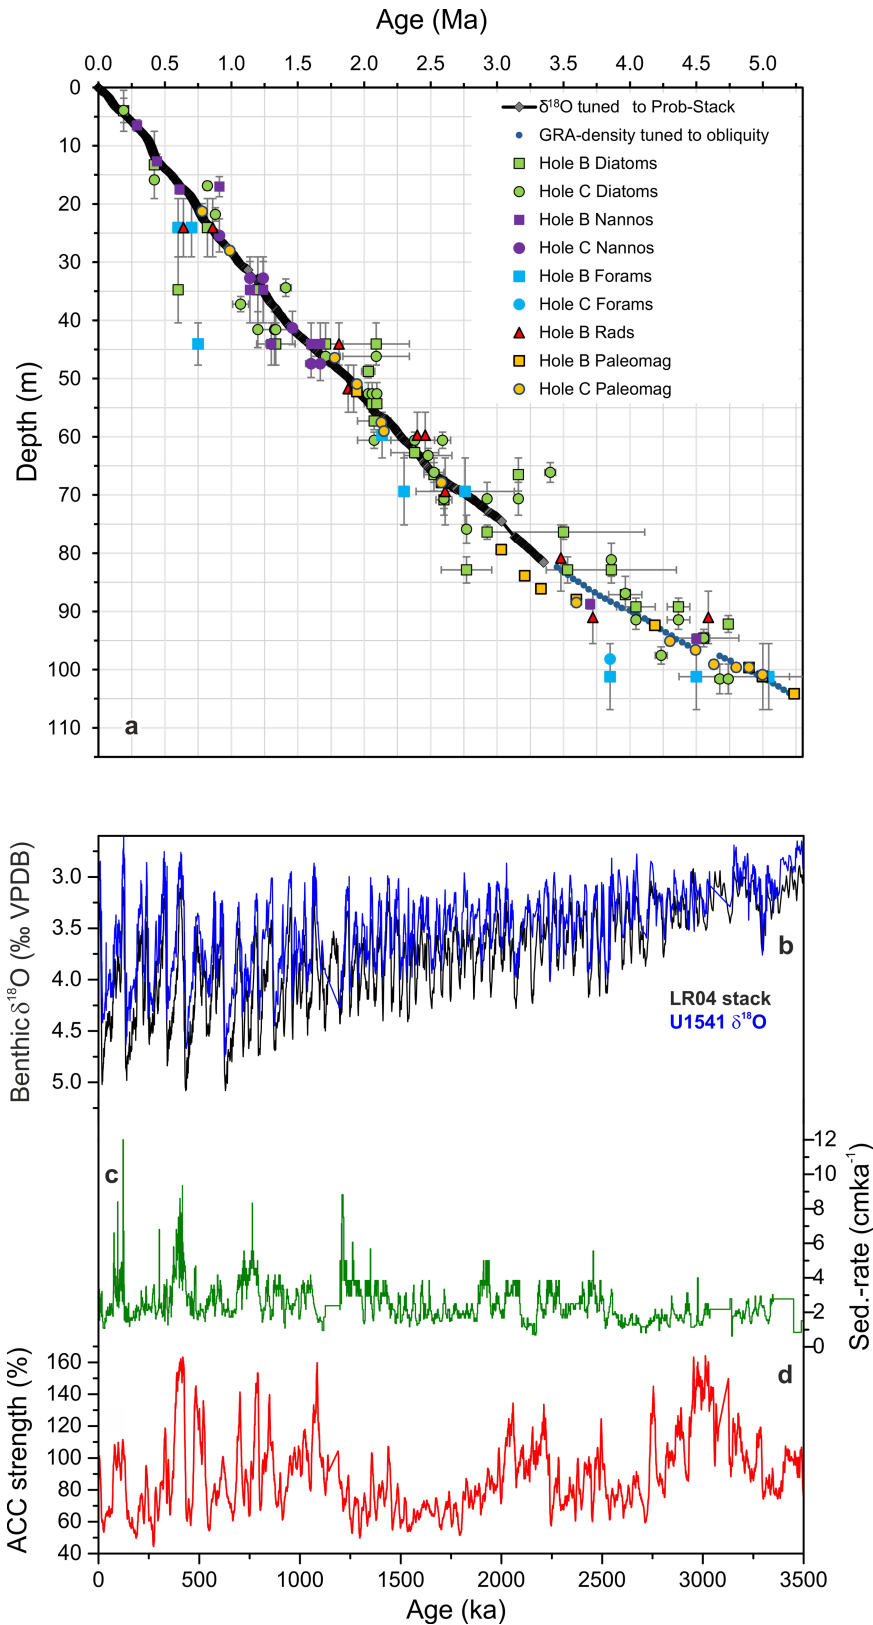 Age (Ma)
0.0 0.5 1.0 1.5 2.0 2.5 3.0 3.5 4.0 4.5 5.0
Depth (m)
0
10
20
30
40
50
60
70
80
90
100
110
δ18O tuned to Prob-Stack
GRA-density tuned to obliquity
Hole B Diatoms
Hole C Diatoms
Hole B Nannos
Hole C Nannos
Hole B Forams
Hole C Forams
Hole B Rads
Hole B Paleomag
Hole C Paleomag
a
Benthic δ18O (‰ VPDB)
3.0
3.5
4.0
4.5
5.0
b
LR04 stack
U1541 δ18O
c
12
10
8
6
4
2
0
Sed.-rate (cmka-1)
ACC strength (%)
160
140
120
100
80
60
40
d
0 500 1000 1500 2000 2500 3000 3500
Age (ka)